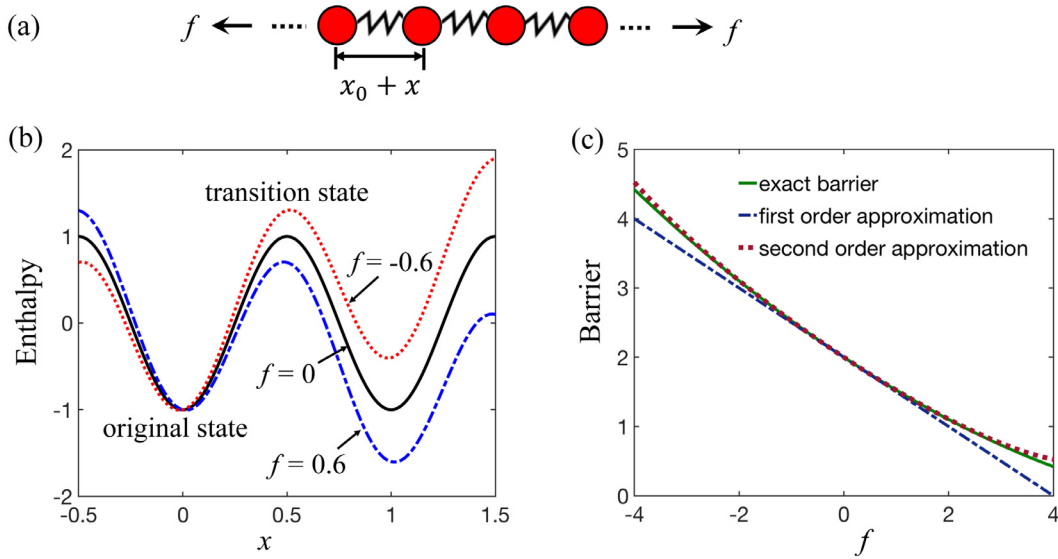 (a)
f
f
x₀ + x
(b)
2
1
0
-1
-2
Enthalpy
transition state
f = -0.6
f = 0
f = 0.6
original state
-0.5
0
0.5
1
1.5
x
(c)
5
4
3
2
1
0
Barrier
exact barrier
first order approximation
second order approximation
-4
-2
0
2
4
f